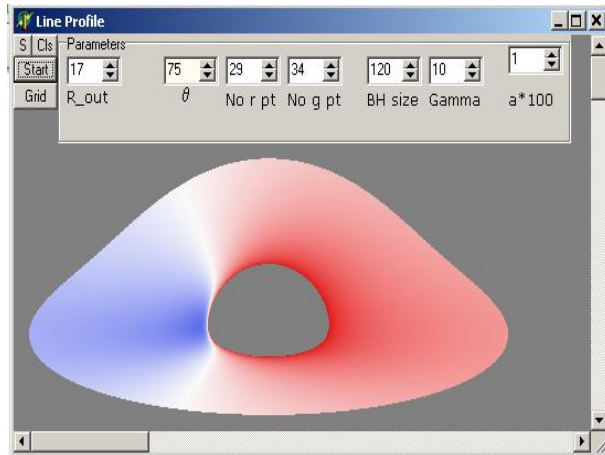 Line Profile
S Cls Parameters
Start 17 75 29 34 120 10 1
Grid R_out θ No r pt No g pt BH size Gamma a*100